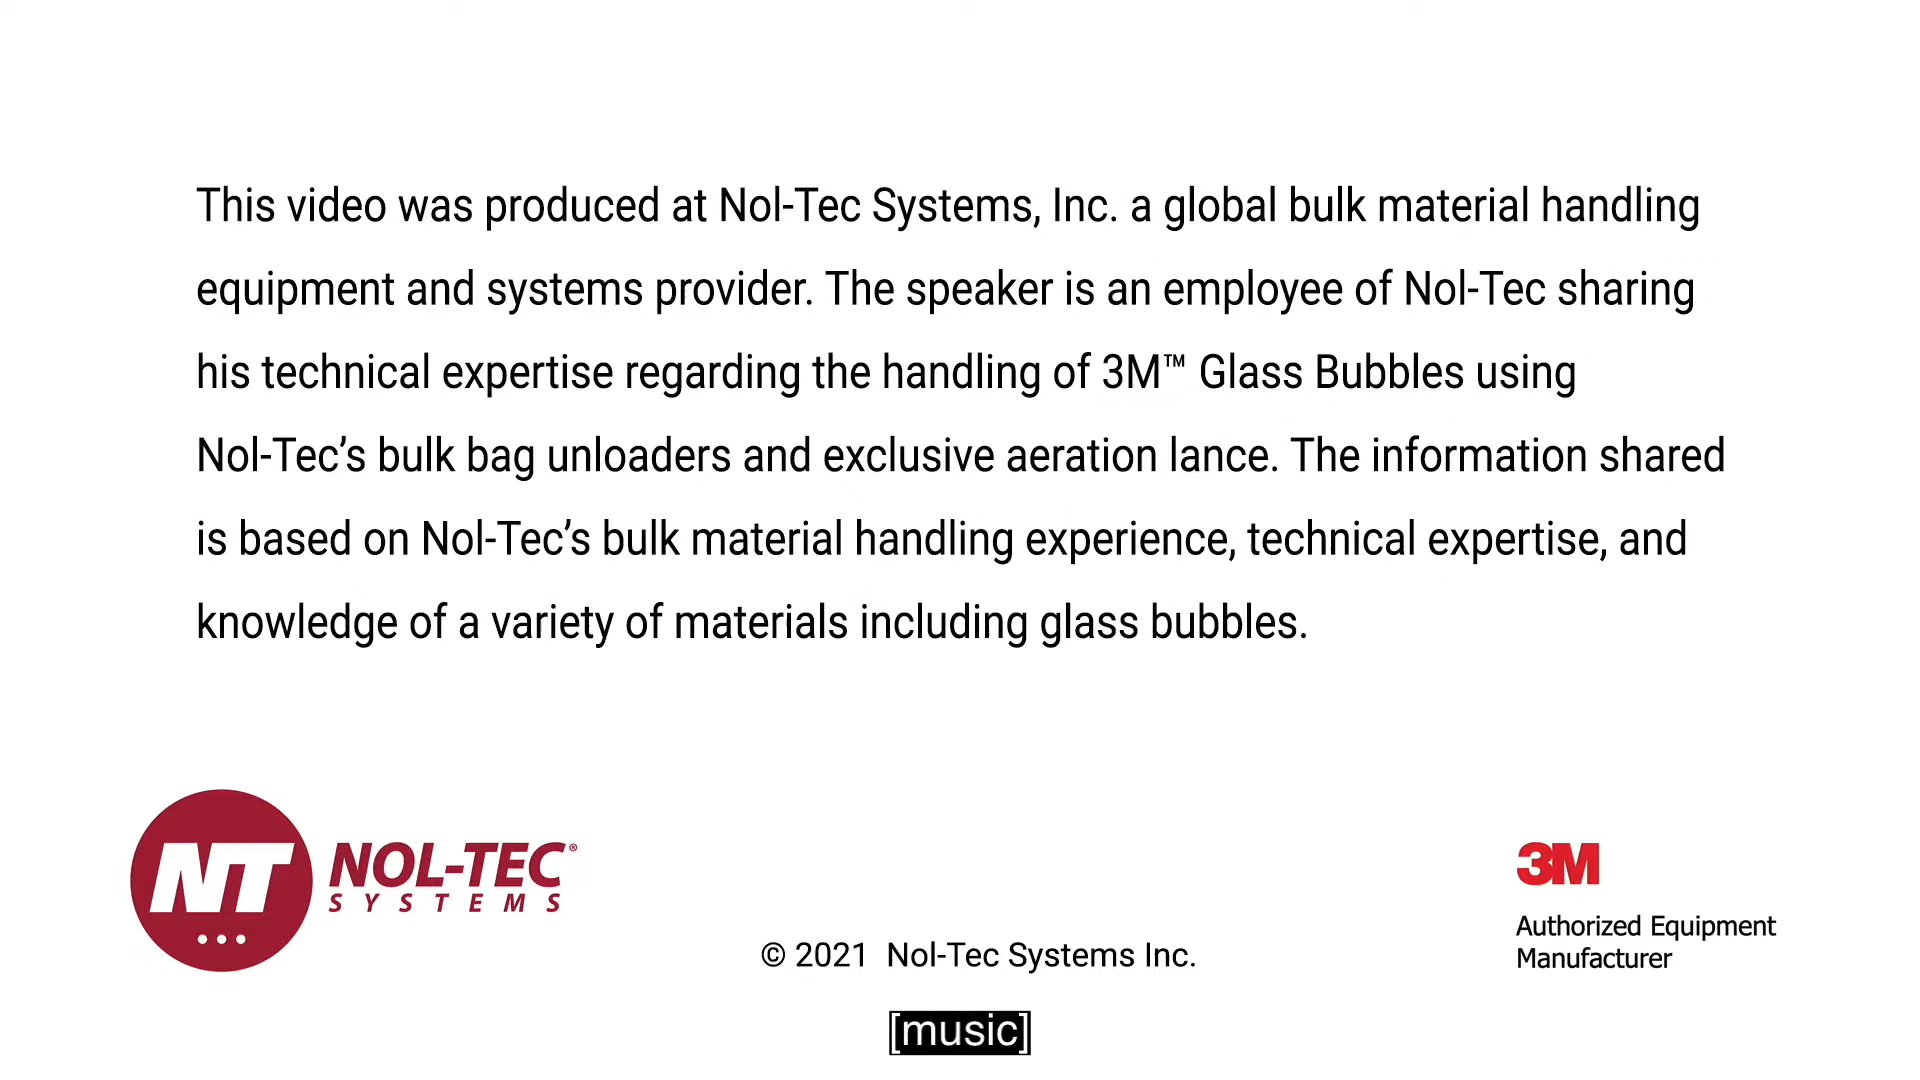 This video was produced at Nol-Tec Systems, Inc. a global bulk material handling
equipment and systems provider. The speaker is an employee of Nol-Tec sharing
his technical expertise regarding the handling of 3M™ Glass Bubbles using
Nol-Tec’s bulk bag unloaders and exclusive aeration lance. The information shared
is based on Nol-Tec’s bulk material handling experience, technical expertise, and
knowledge of a variety of materials including glass bubbles.
NT
NOL-TEC®
SYSTEMS
3M
Authorized Equipment
Manufacturer
© 2021 Nol-Tec Systems Inc.
[music]